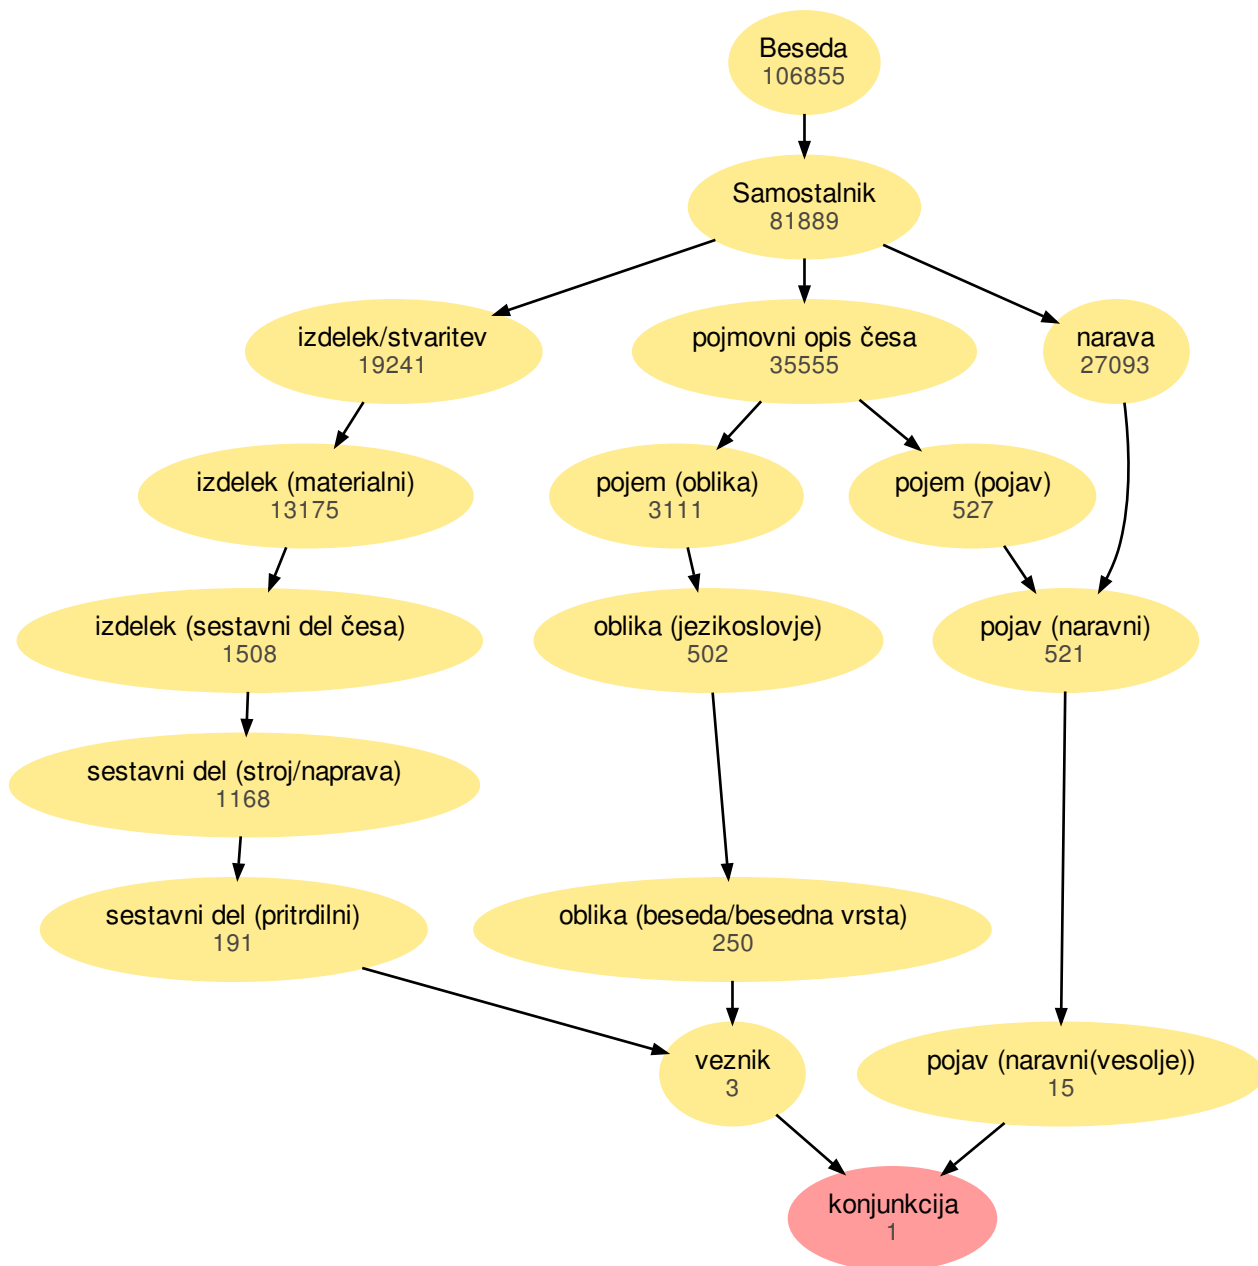 Beseda
106855
Samostalnik
81889
izdelek/stvaritev
19241
pojmovni opis česa
35555
narava
27093
izdelek (materialni)
13175
pojem (oblika)
3111
pojem (pojav)
527
izdelek (sestavni del česa)
1508
oblika (jezikoslovje)
502
pojav (naravni)
521
sestavni del (stroj/naprava)
1168
sestavni del (pritrdilni)
191
oblika (beseda/besedna vrsta)
250
veznik
3
pojav (naravni(vesolje))
15
konjunkcija
1